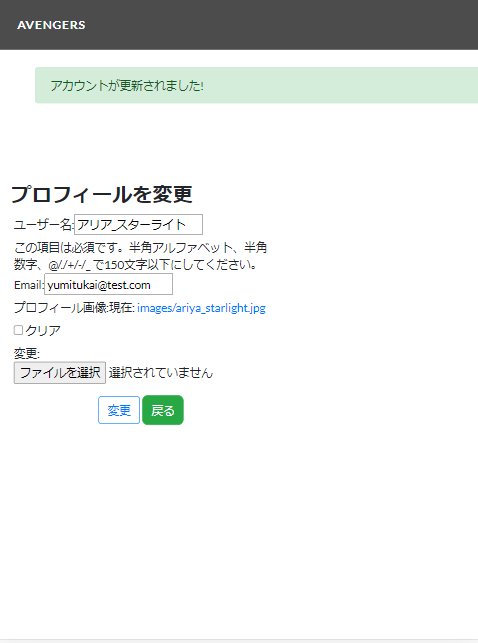 AVENGERS
アカウントが更新されました!
プロフィールを変更
ユーザー名:アリア_スターライト
この項目は必須です。半角アルファベット、半角
数字、@/./+/-/_ で150文字以下にしてください。
Email:yumitukai@test.com
プロフィール画像:現在: images/ariya_starlight.jpg
クリア
変更:
ファイルを選択 選択されていません
変更 戻る